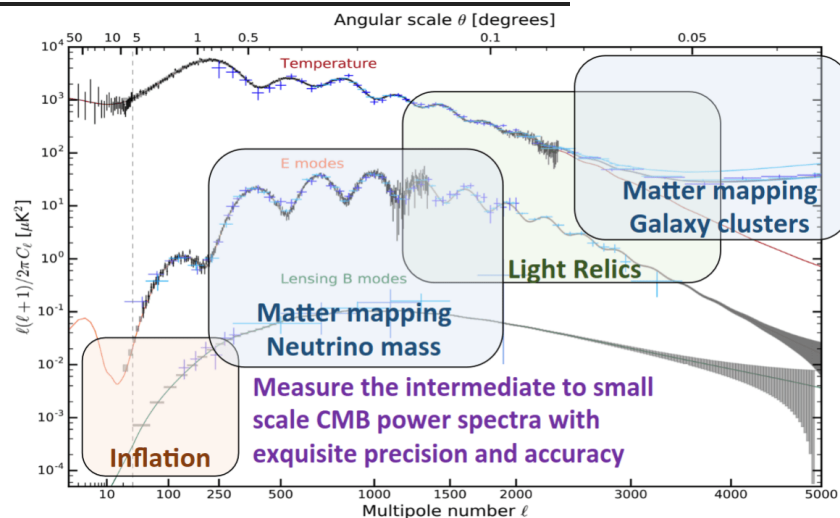 Angular scale θ [degrees]
50 10 5 1 0.5 0.1 0.05
10⁴
Temperature
10³
10²
E modes
Matter mapping
Galaxy clusters
10¹
ℓ(ℓ+1)/2πCℓ [μK²]
10⁰
Light Relics
Lensing B modes
10⁻¹
Matter mapping
Neutrino mass
10⁻²
Measure the intermediate to small
scale CMB power spectra with
exquisite precision and accuracy
10⁻³
Inflation
10⁻⁴
10 100 250 500 1000 1500 2000 3000 4000 5000
Multipole number ℓ